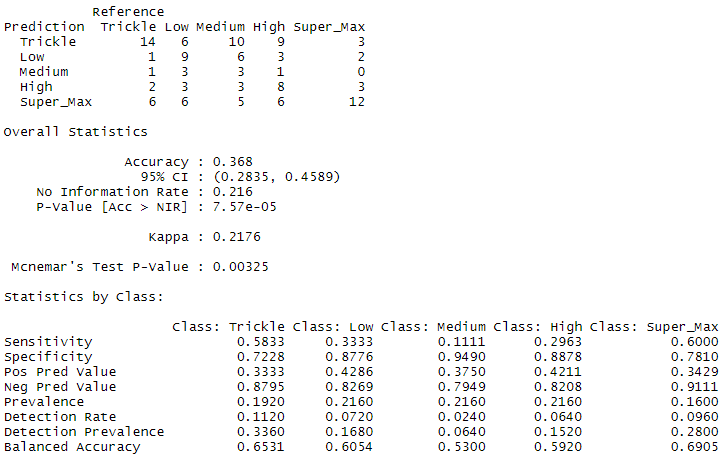 Reference
Prediction Trickle Low Medium High Super_Max
Trickle 14 6 10 9 3
Low 1 9 6 3 2
Medium 1 3 3 1 0
High 2 3 3 8 3
Super_Max 6 6 5 6 12
Overall Statistics
Accuracy : 0.368
95% CI : (0.2835, 0.4589)
No Information Rate : 0.216
P-Value [Acc > NIR] : 7.57e-05
Kappa : 0.2176
Mcnemar's Test P-Value : 0.00325
Statistics by Class:
Class: Trickle Class: Low Class: Medium Class: High Class: Super_Max
Sensitivity 0.5833 0.3333 0.1111 0.2963 0.6000
Specificity 0.7228 0.8776 0.9490 0.8878 0.7810
Pos Pred Value 0.3333 0.4286 0.3750 0.4211 0.3429
Neg Pred Value 0.8795 0.8269 0.7949 0.8208 0.9111
Prevalence 0.1920 0.2160 0.2160 0.2160 0.1600
Detection Rate 0.1120 0.0720 0.0240 0.0640 0.0960
Detection Prevalence 0.3360 0.1680 0.0640 0.1520 0.2800
Balanced Accuracy 0.6531 0.6054 0.5300 0.5920 0.6905